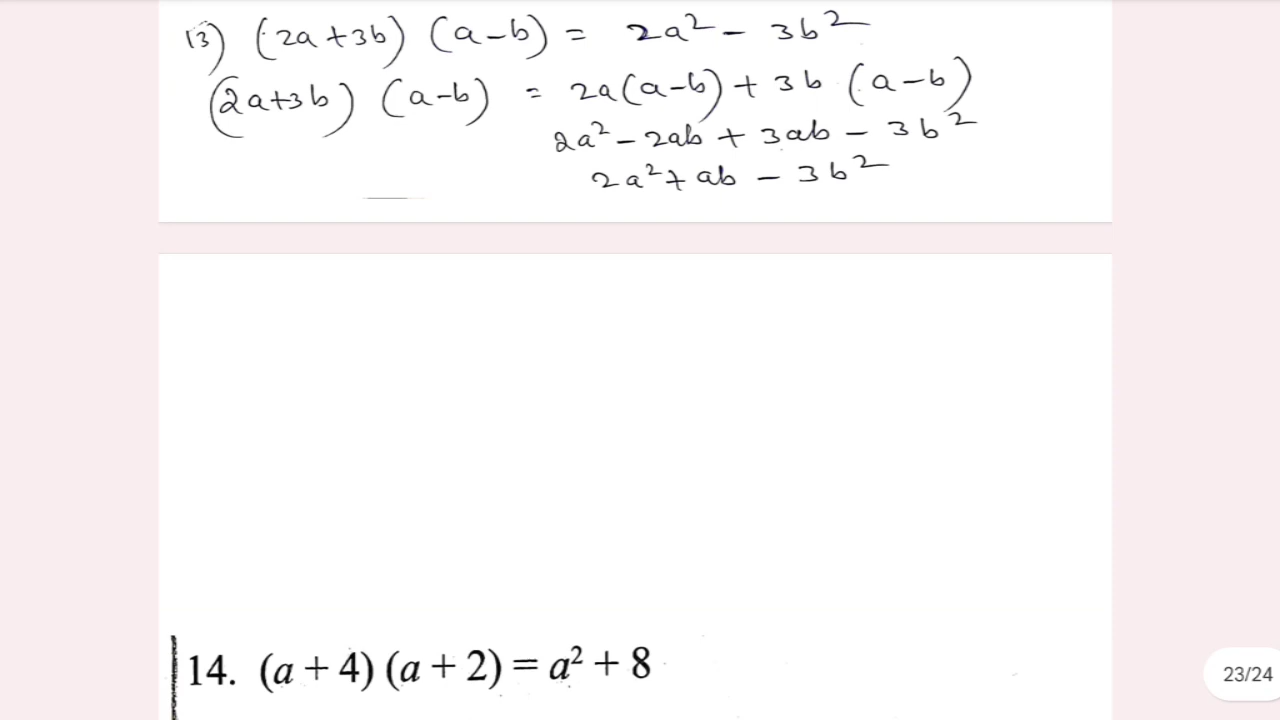 13) (2a+3b) (a-b) = 2a² - 3b²
(2a+3b) (a-b) = 2a(a-b) + 3b (a-b)
2a² - 2ab + 3ab - 3b²
2a² + ab - 3b²
14. (a + 4) (a + 2) = a² + 8
23/24